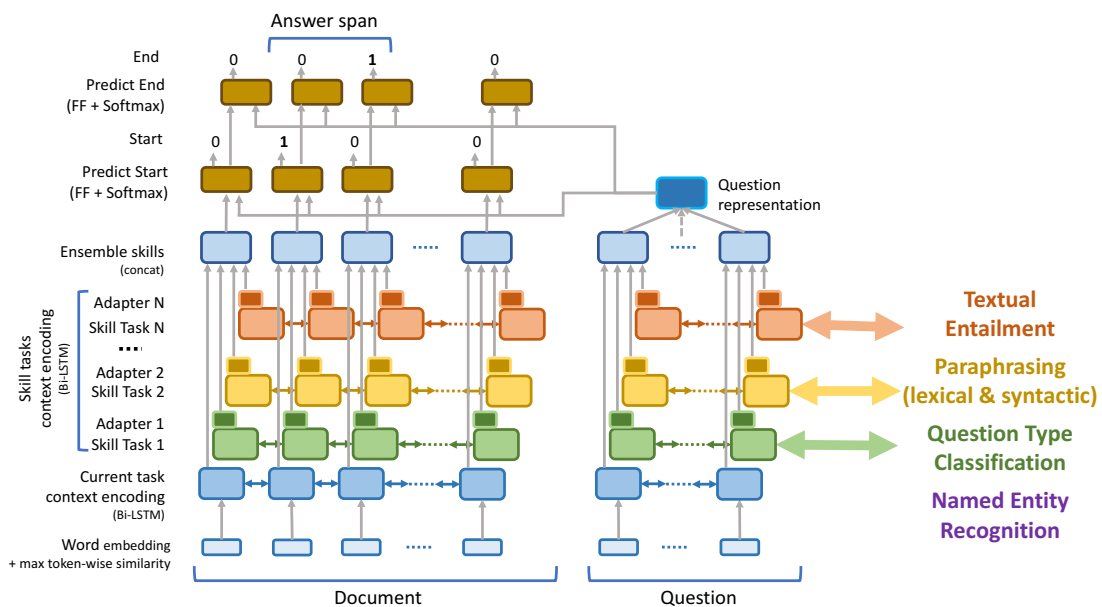 Answer span
End
0 0 1 0
Predict End
(FF + Softmax)
Start
0 1 0 0
Predict Start
(FF + Softmax)
Question
representation
Ensemble skills
(concat)
Skill tasks
context encoding
(Bi-LSTM)
Adapter N
Skill Task N
Adapter 2
Skill Task 2
Adapter 1
Skill Task 1
Textual
Entailment
Paraphrasing
(lexical & syntactic)
Question Type
Classification
Named Entity
Recognition
Current task
context encoding
(Bi-LSTM)
Word embedding
+ max token-wise similarity
Document
Question